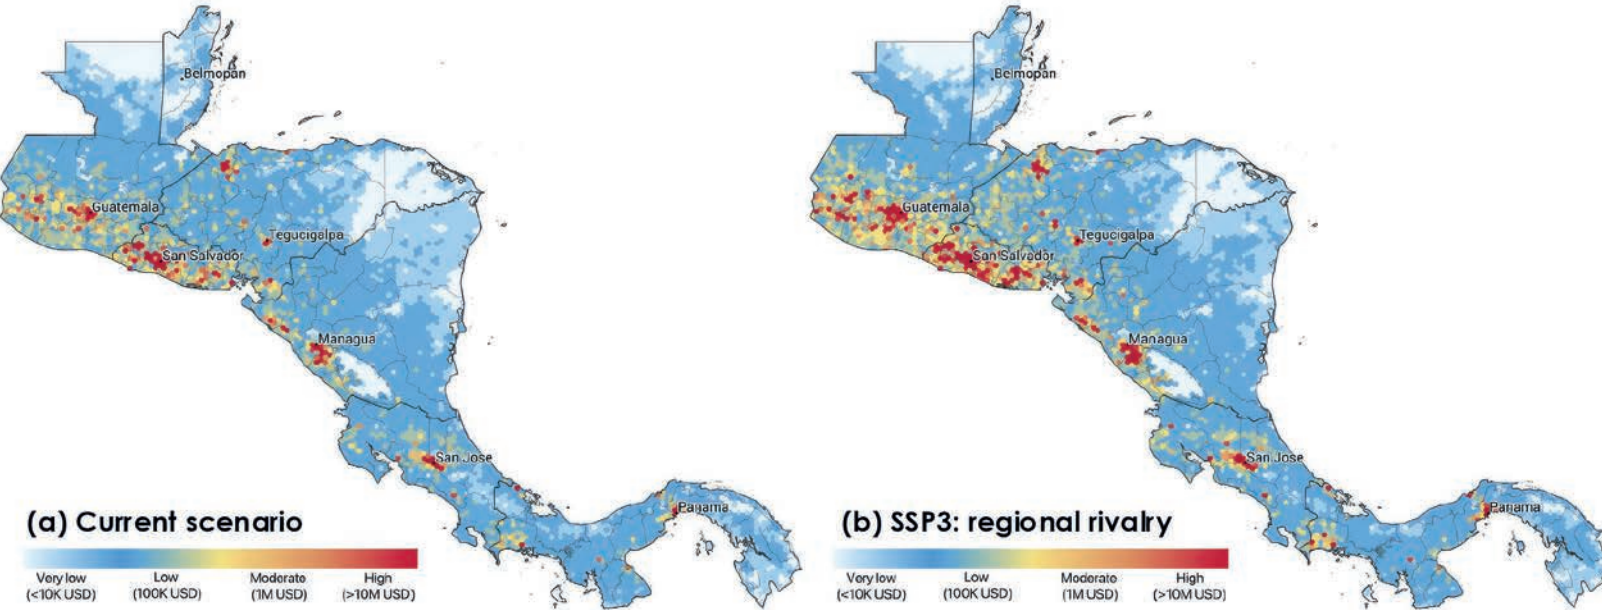 Belmopan
Guatemala
Tegucigalpa
San Salvador
Managua
San Jose
Panama
(a) Current scenario
Very low Low Moderate High
(<10K USD) (100K USD) (1M USD) (>10M USD)
Belmopan
Guatemala
Tegucigalpa
San Salvador
Managua
San Jose
Panama
(b) SSP3: regional rivalry
Very low Low Moderate High
(<10K USD) (100K USD) (1M USD) (>10M USD)